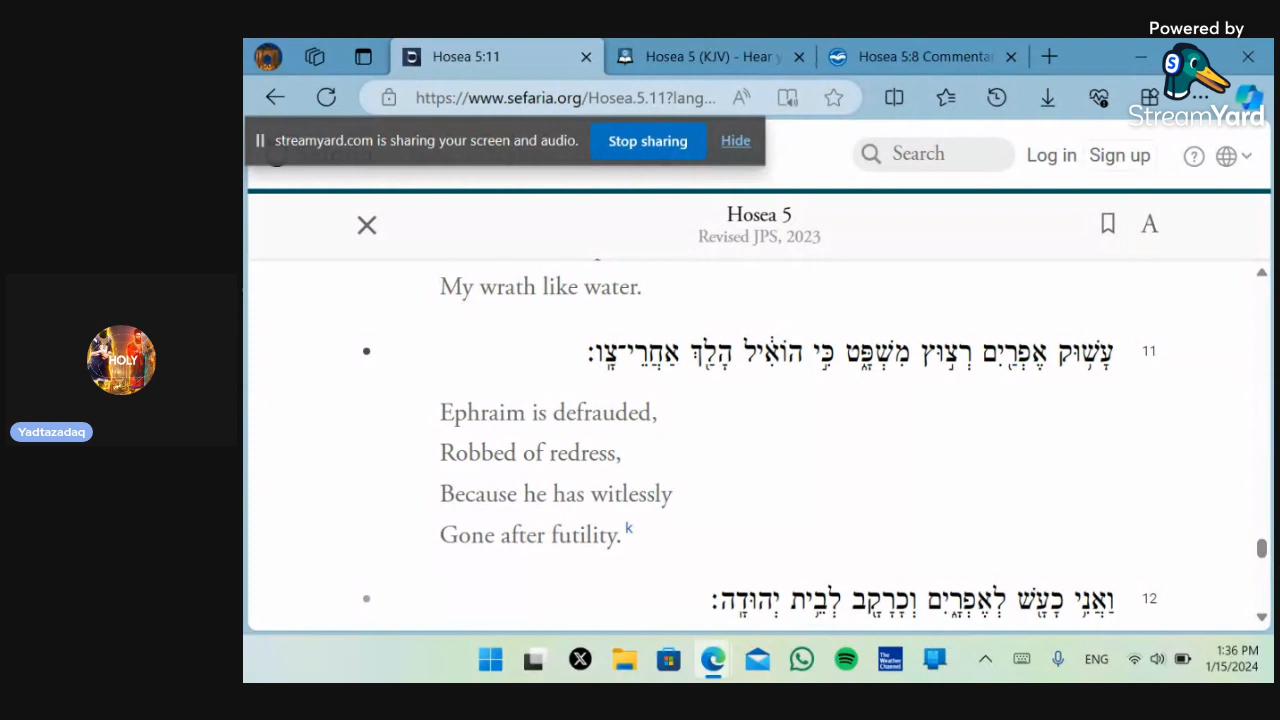 Powered by
StreamYard
Hosea 5:11
Hosea 5 (KJV) - Hear y
Hosea 5:8 Commenta
https://www.sefaria.org/Hosea.5.11?lang...
streamyard.com is sharing your screen and audio.
Stop sharing
Hide
Search
Log in
Sign up
Hosea 5
Revised JPS, 2023
A
My wrath like water.
11
עָשׁ֥וּק אֶפְרַ֖יִם רְצ֣וּץ מִשְׁפָּ֑ט כִּ֣י הוֹאִ֔יל הָלַ֖ךְ אַחֲרֵי־צָֽו׃
Ephraim is defrauded,
Robbed of redress,
Because he has witlessly
Gone after futility. k
12
וַאֲנִ֥י כָעָ֖שׁ לְאֶפְרָ֑יִם וְכָרָקָ֖ב לְבֵ֥ית יְהוּדָֽה׃
HOLY
Yadtazadaq
The Weather Channel
ENG
1:36 PM
1/15/2024